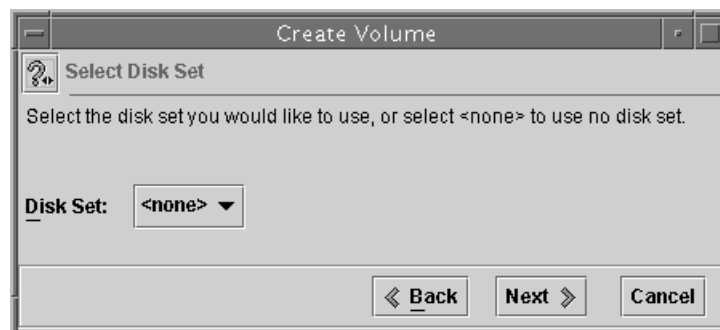 Create Volume
Select Disk Set
Select the disk set you would like to use, or select <none> to use no disk set.
Disk Set: <none>
Back Next Cancel